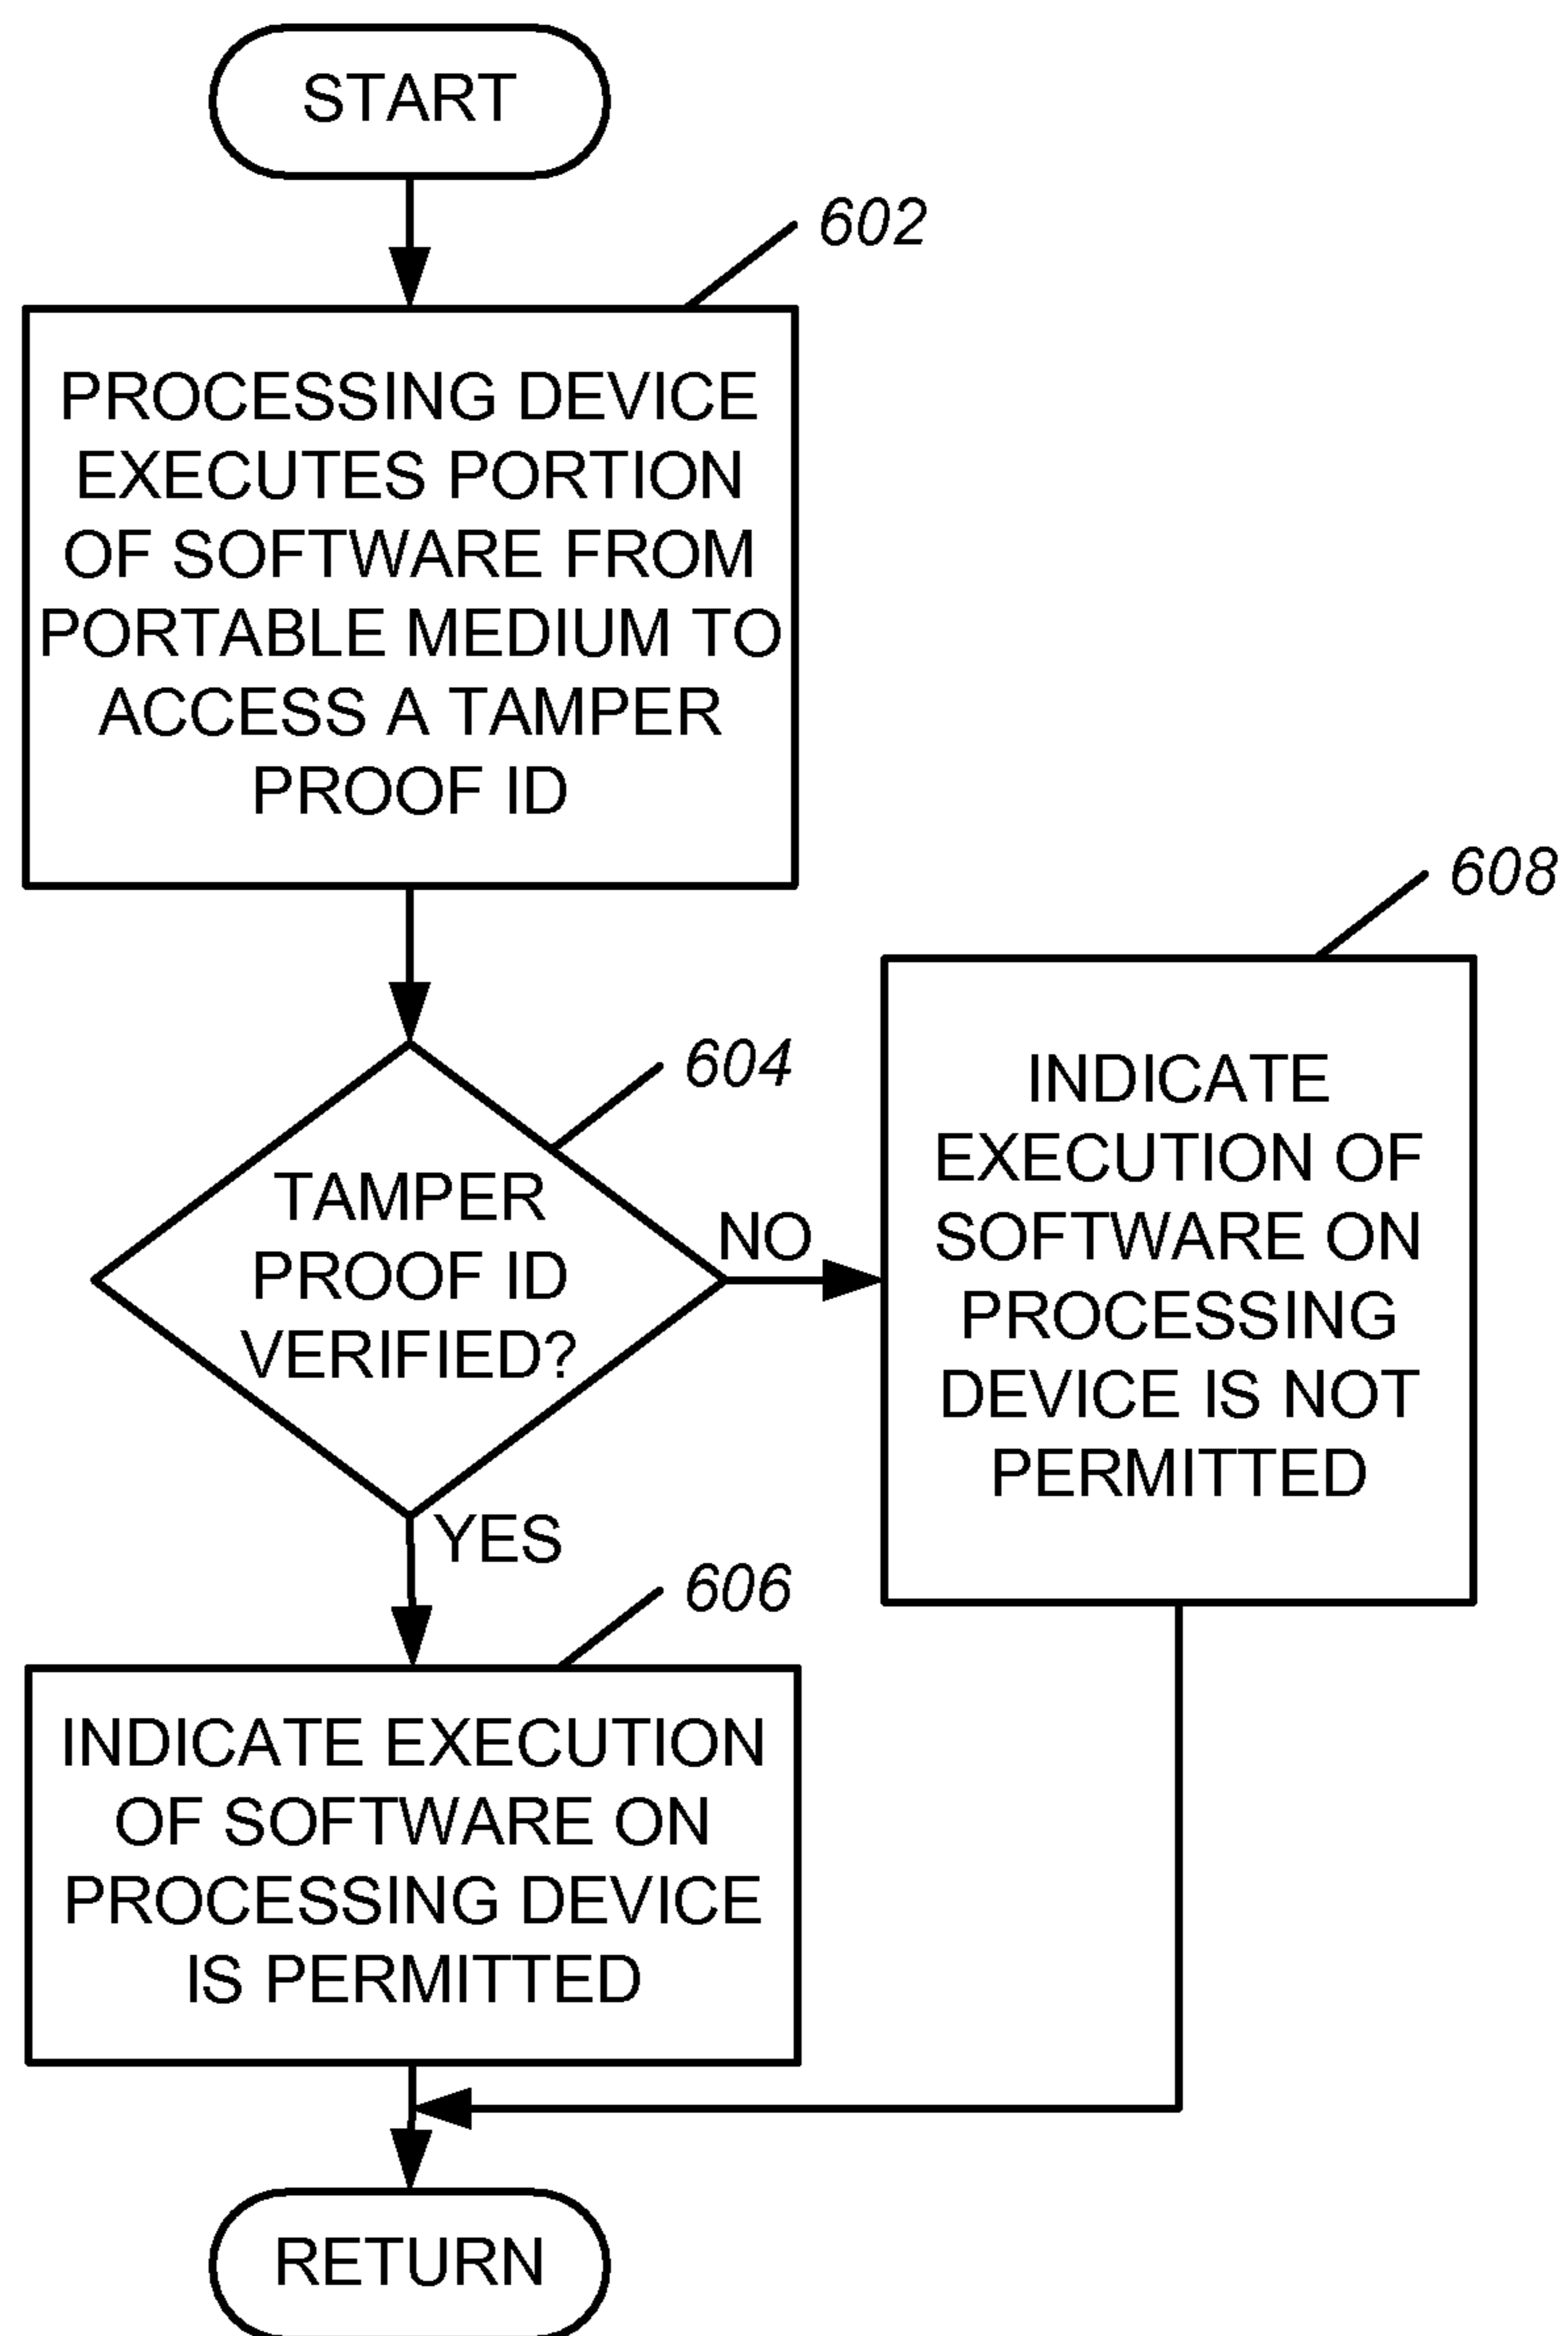 START
602
PROCESSING DEVICE
EXECUTES PORTION
OF SOFTWARE FROM
PORTABLE MEDIUM TO
ACCESS A TAMPER
PROOF ID
604
TAMPER
PROOF ID
VERIFIED?
NO
608
INDICATE
EXECUTION OF
SOFTWARE ON
PROCESSING
DEVICE IS NOT
PERMITTED
YES
606
INDICATE EXECUTION
OF SOFTWARE ON
PROCESSING DEVICE
IS PERMITTED
RETURN